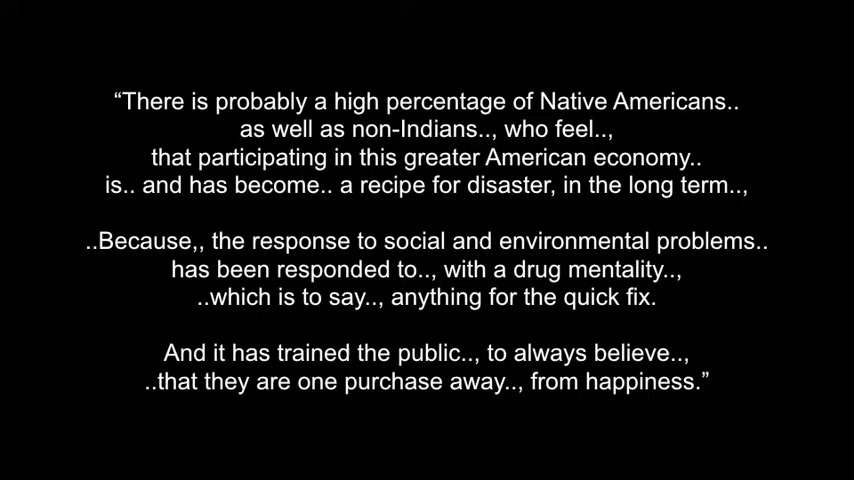 “There is probably a high percentage of Native Americans..
as well as non-Indians.., who feel..,
that participating in this greater American economy..
is.. and has become.. a recipe for disaster, in the long term..,
..Because,, the response to social and environmental problems..
has been responded to.., with a drug mentality..,
..which is to say.., anything for the quick fix.
And it has trained the public.., to always believe..,
..that they are one purchase away.., from happiness.”